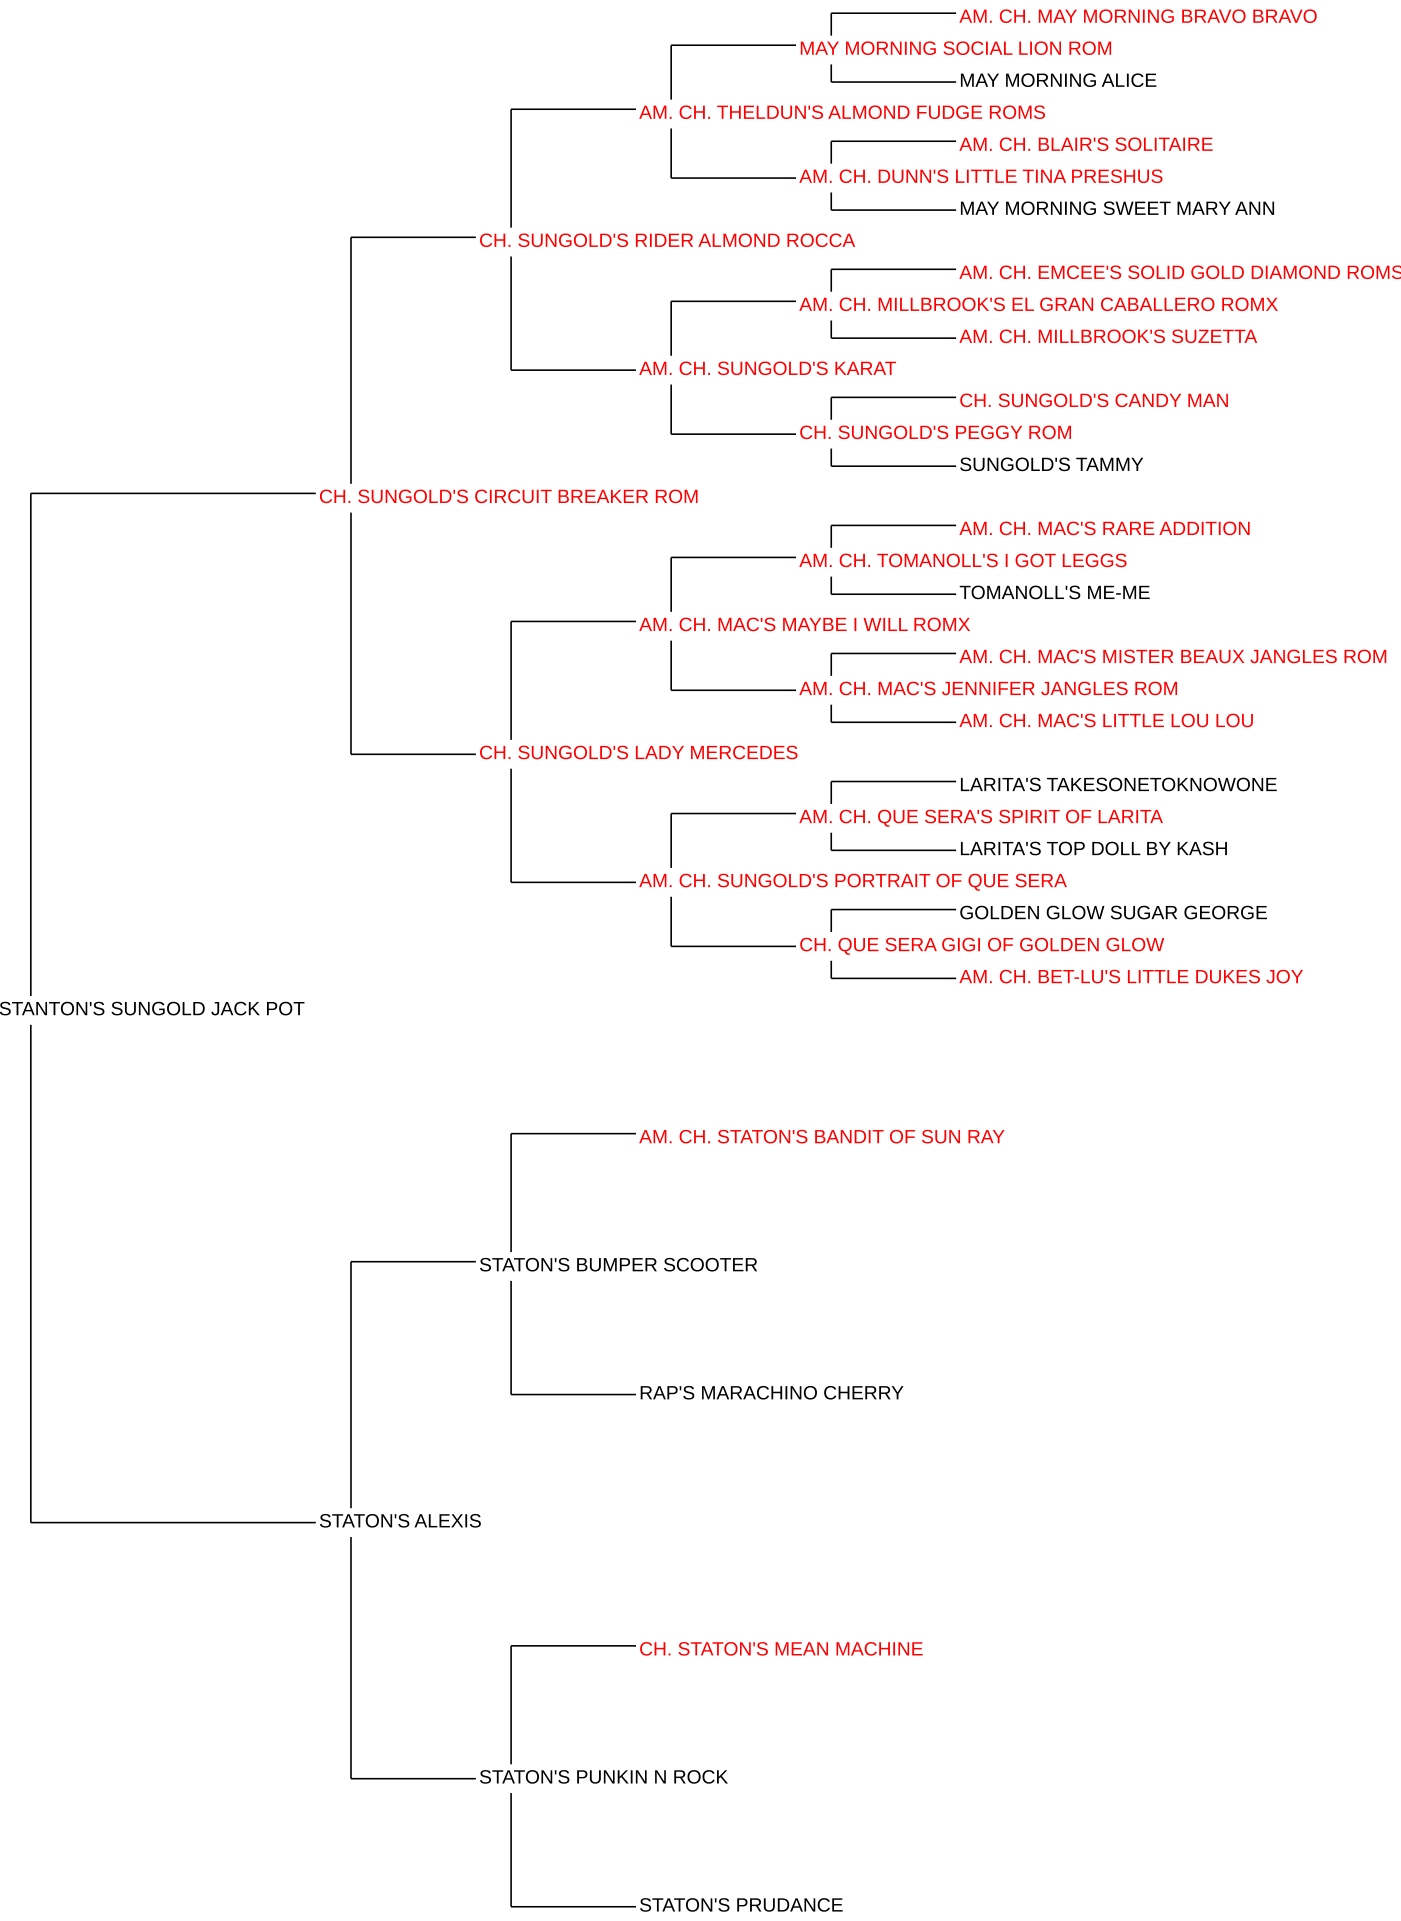 AM. CH. MAY MORNING BRAVO BRAVO
MAY MORNING SOCIAL LION ROM
MAY MORNING ALICE
AM. CH. THELDUN'S ALMOND FUDGE ROMS
AM. CH. BLAIR'S SOLITAIRE
AM. CH. DUNN'S LITTLE TINA PRESHUS
MAY MORNING SWEET MARY ANN
CH. SUNGOLD'S RIDER ALMOND ROCCA
AM. CH. EMCEE'S SOLID GOLD DIAMOND ROMS
AM. CH. MILLBROOK'S EL GRAN CABALLERO ROMX
AM. CH. MILLBROOK'S SUZETTA
AM. CH. SUNGOLD'S KARAT
CH. SUNGOLD'S CANDY MAN
CH. SUNGOLD'S PEGGY ROM
SUNGOLD'S TAMMY
CH. SUNGOLD'S CIRCUIT BREAKER ROM
AM. CH. MAC'S RARE ADDITION
AM. CH. TOMANOLL'S I GOT LEGGS
TOMANOLL'S ME-ME
AM. CH. MAC'S MAYBE I WILL ROMX
AM. CH. MAC'S MISTER BEAUX JANGLES ROM
AM. CH. MAC'S JENNIFER JANGLES ROM
AM. CH. MAC'S LITTLE LOU LOU
CH. SUNGOLD'S LADY MERCEDES
LARITA'S TAKESONETOKNOWONE
AM. CH. QUE SERA'S SPIRIT OF LARITA
LARITA'S TOP DOLL BY KASH
AM. CH. SUNGOLD'S PORTRAIT OF QUE SERA
GOLDEN GLOW SUGAR GEORGE
CH. QUE SERA GIGI OF GOLDEN GLOW
AM. CH. BET-LU'S LITTLE DUKES JOY
STANTON'S SUNGOLD JACK POT
AM. CH. STATON'S BANDIT OF SUN RAY
STATON'S BUMPER SCOOTER
RAP'S MARACHINO CHERRY
STATON'S ALEXIS
CH. STATON'S MEAN MACHINE
STATON'S PUNKIN N ROCK
STATON'S PRUDANCE